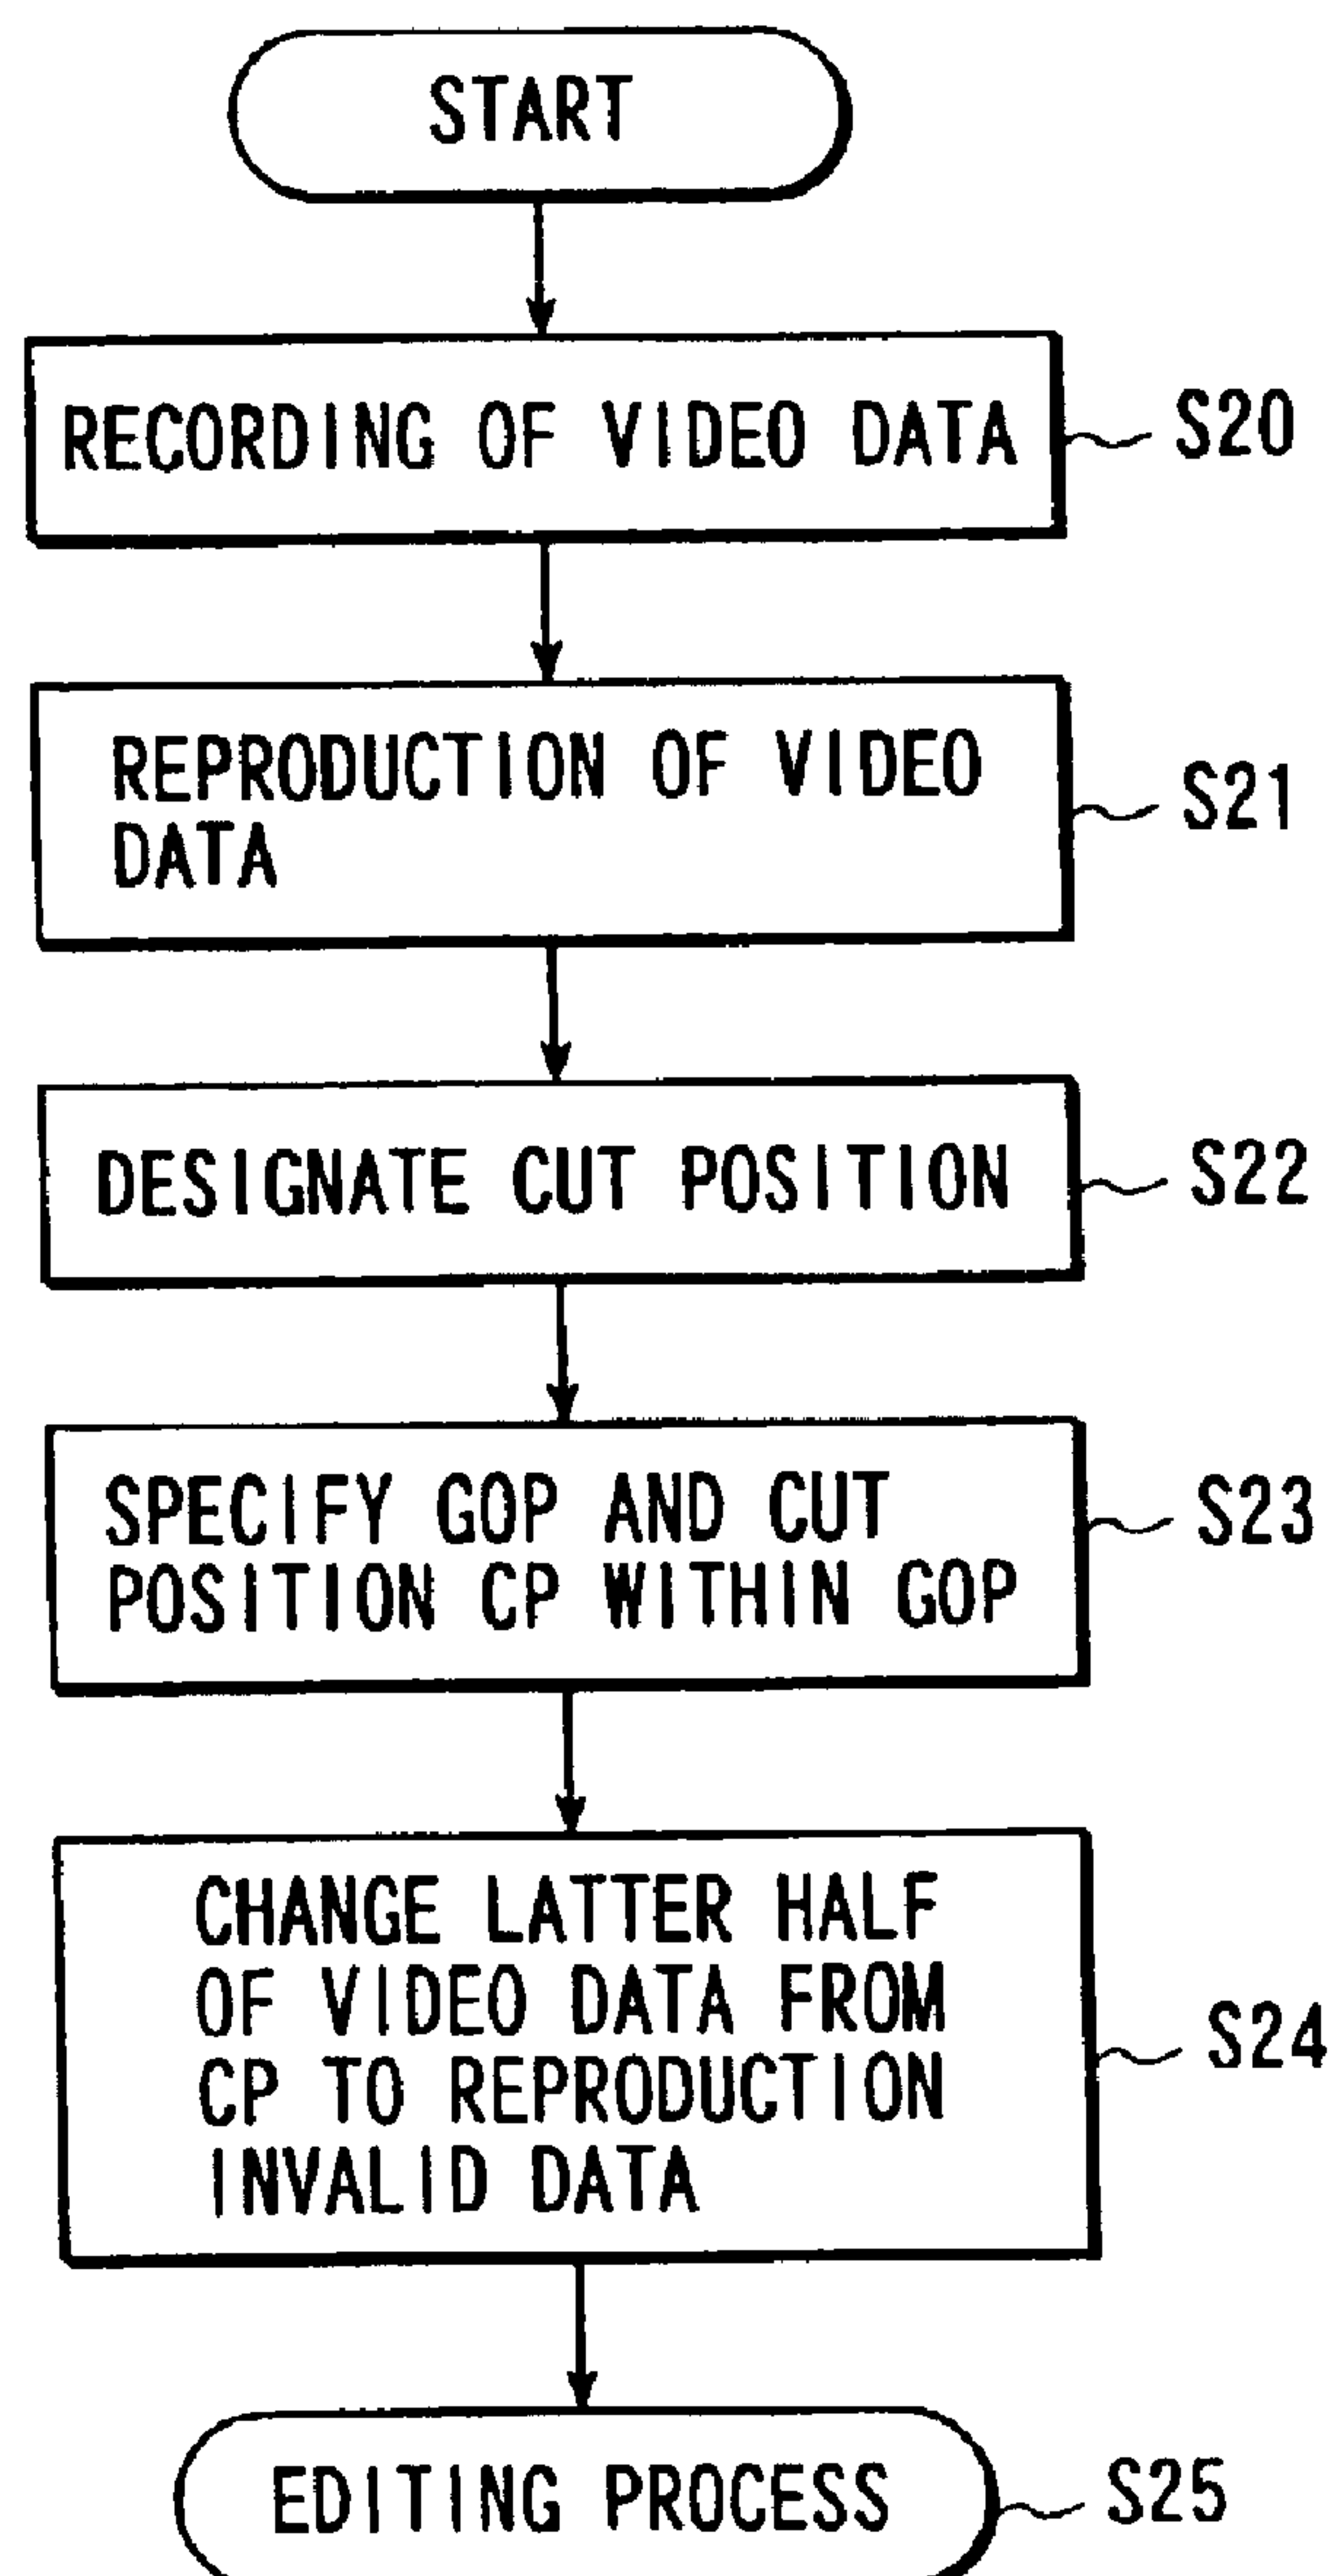 START
RECORDING OF VIDEO DATA
S20
REPRODUCTION OF VIDEO
DATA
S21
DESIGNATE CUT POSITION
S22
SPECIFY GOP AND CUT
POSITION CP WITHIN GOP
S23
CHANGE LATTER HALF
OF VIDEO DATA FROM
CP TO REPRODUCTION
INVALID DATA
S24
EDITING PROCESS
S25